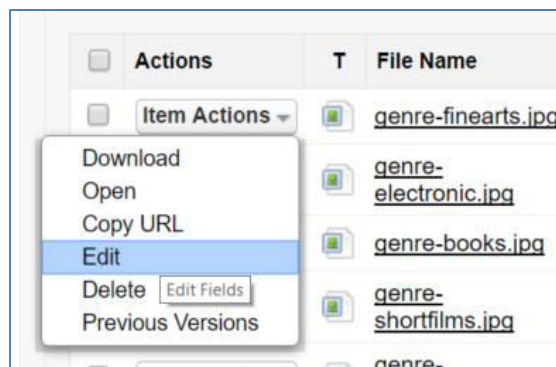 Actions T File Name
Item Actions genre-finearts.jpg
Download
Open
Copy URL
Edit
Delete Edit Fields
Previous Versions
genre-
electronic.jpg
genre-books.jpg
genre-
shortfilms.jpg
genre-